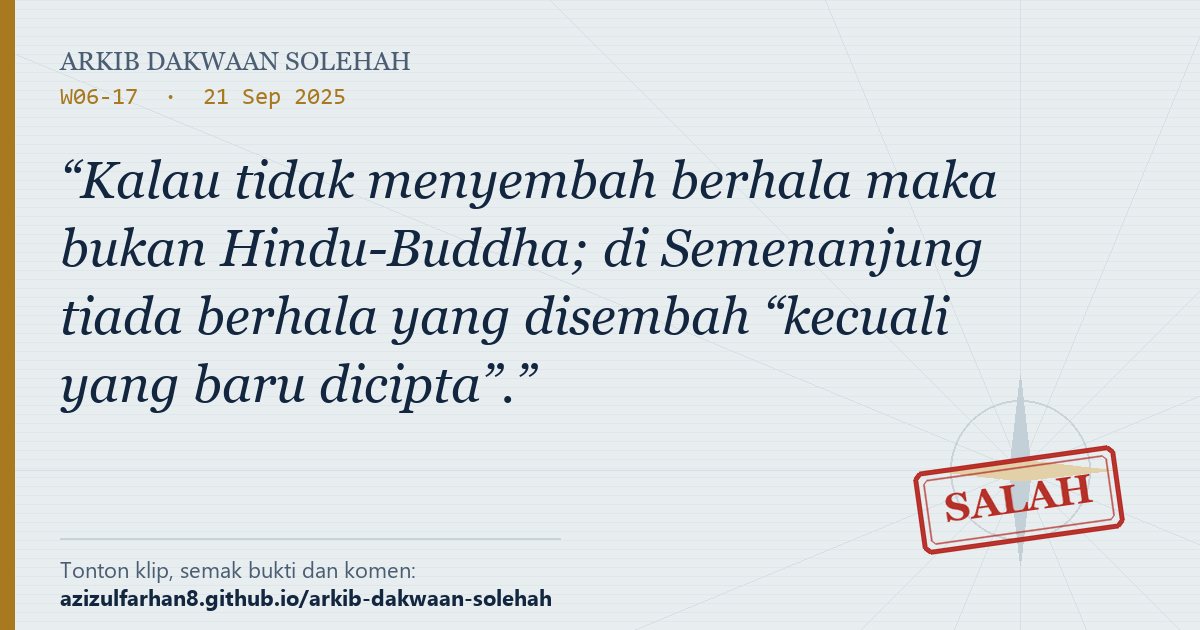 ARKIB DAKWAAN SOLEHAH
W06-17 · 21 Sep 2025
“Kalau tidak menyembah berhala maka
bukan Hindu-Buddha; di Semenanjung
tiada berhala yang disembah “kecuali
yang baru dicipta”.”
SALAH
Tonton klip, semak bukti dan komen:
azizulfarhan8.github.io/arkib-dakwaan-solehah